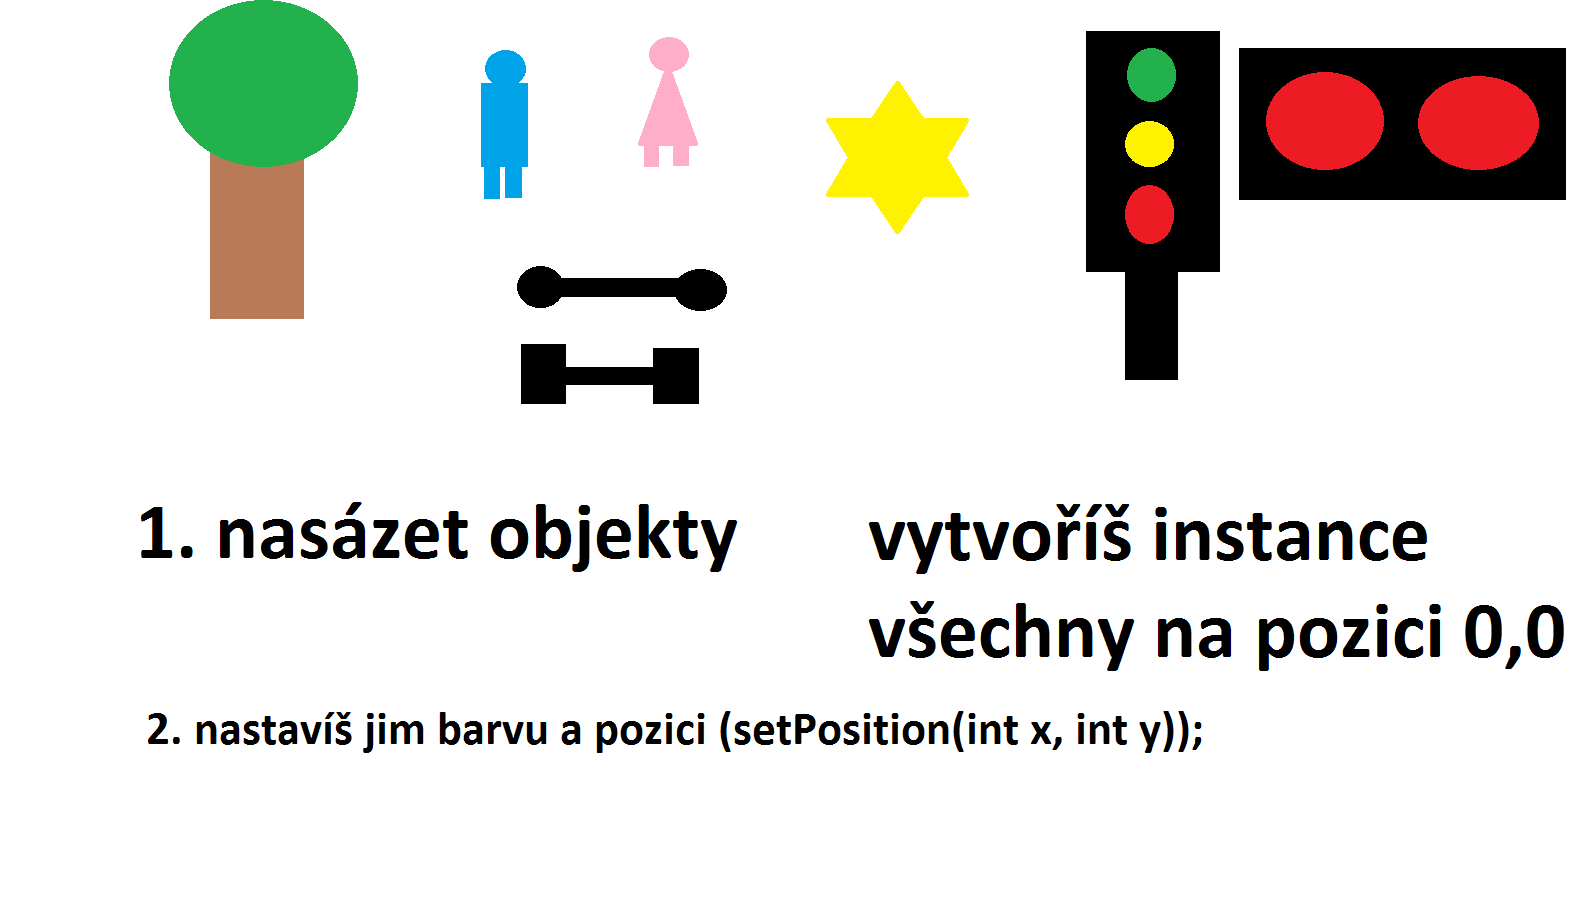 1. nasázet objekty
vytvoříš instance
všechny na pozici 0,0
2. nastavíš jim barvu a pozici (setPosition(int x, int y));